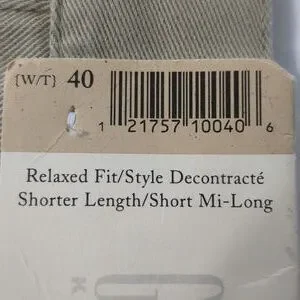 [W/T] 40
1 21757 10040 6
Relaxed Fit/Style Decontracté
Shorter Length/Short Mi-Long